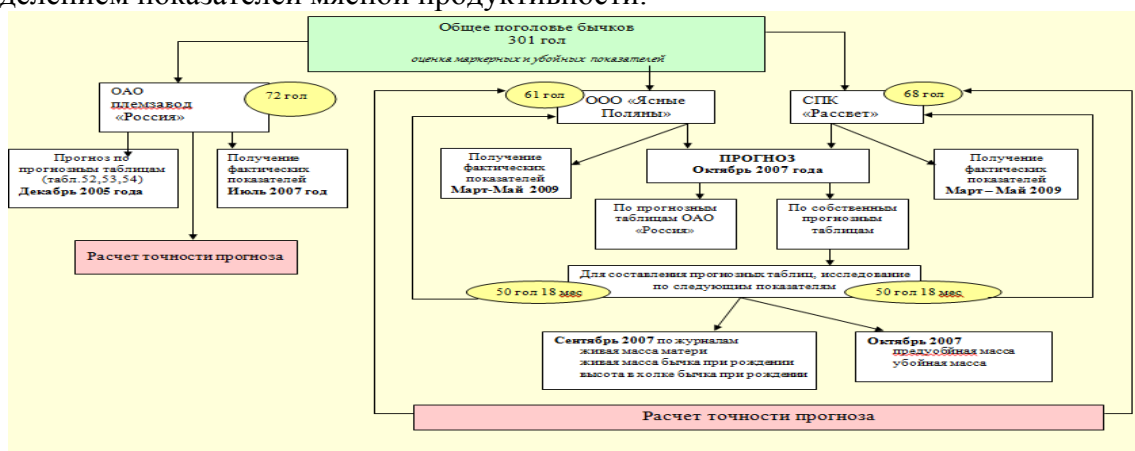 делением показателей мясной продуктивности.
Общее поголовье бычков
301 гол
оценка маркерных и убойных показателей
ОАО
племзавод
«Россия»
72 гол
61 гол
ООО «Ясные
Поляны»
СПК
«Рассвет»
68 гол
Прогноз по
прогнозным таблицам
(табл.52,53,54)
Декабрь 2005 года
Получение
фактических
показателей
Июль 2007 год
Получение
фактических
показателей
Март-Май 2009
ПРОГНОЗ
Октябрь 2007 года
Получение
фактических
показателей
Март – Май 2009
По прогнозным
таблицам ОАО
«Россия»
По собственным
прогнозным
таблицам
Расчет точности прогноза
Для составления прогнозных таблиц, исследование
по следующим показателям
50 гол 18 мес
50 гол 18 мес
Сентябрь 2007 по журналам
живая масса матери
живая масса бычка при рождении
высота в холке бычка при рождении
Октябрь 2007
предуобйная масса
убойная масса
Расчет точности прогноза